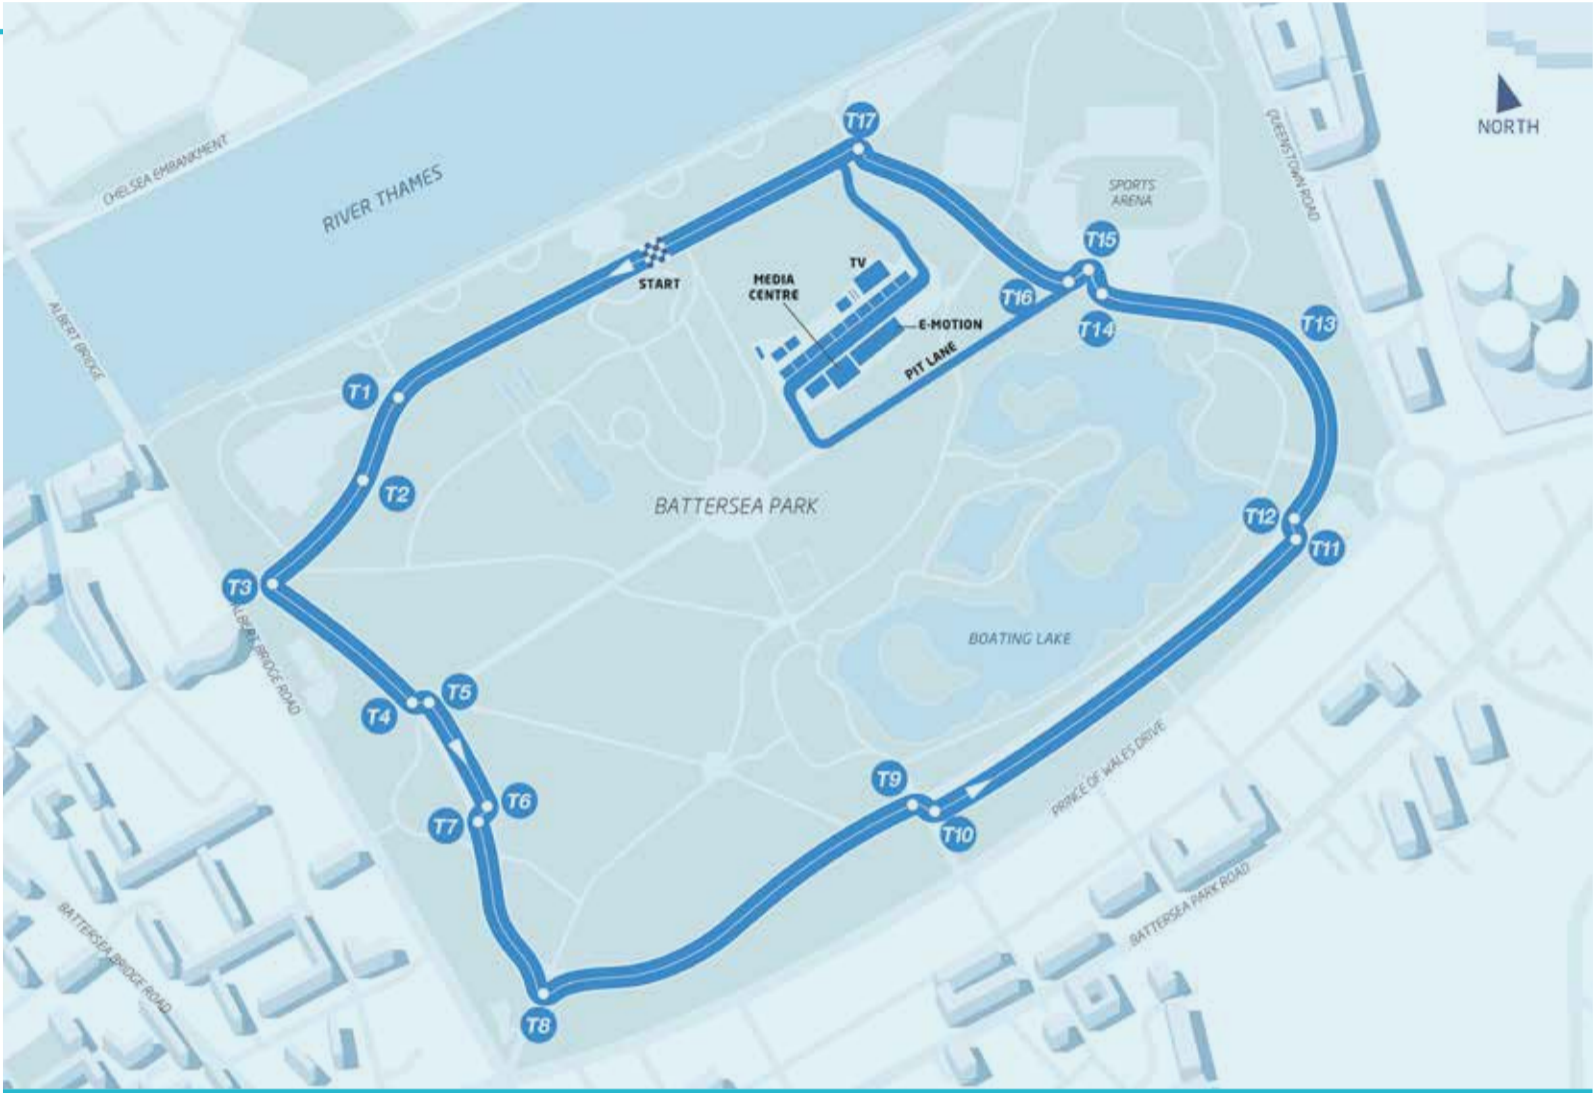 T17
NORTH
CHELSEA EMBANKMENT
RIVER THAMES
QUEENSTOWN ROAD
SPORTS
ARENA
T15
TV
START
MEDIA
CENTRE
T16
T14
E-MOTION
T13
PIT LANE
ALBERT BRIDGE
T1
T2
BATTERSEA PARK
T12
T11
T3
ALBERT BRIDGE ROAD
BOATING LAKE
T5
T4
T9
PRINCE OF WALES DRIVE
T6
T7
T10
BATTERSEA PARK ROAD
BATTERSEA BRIDGE ROAD
T8